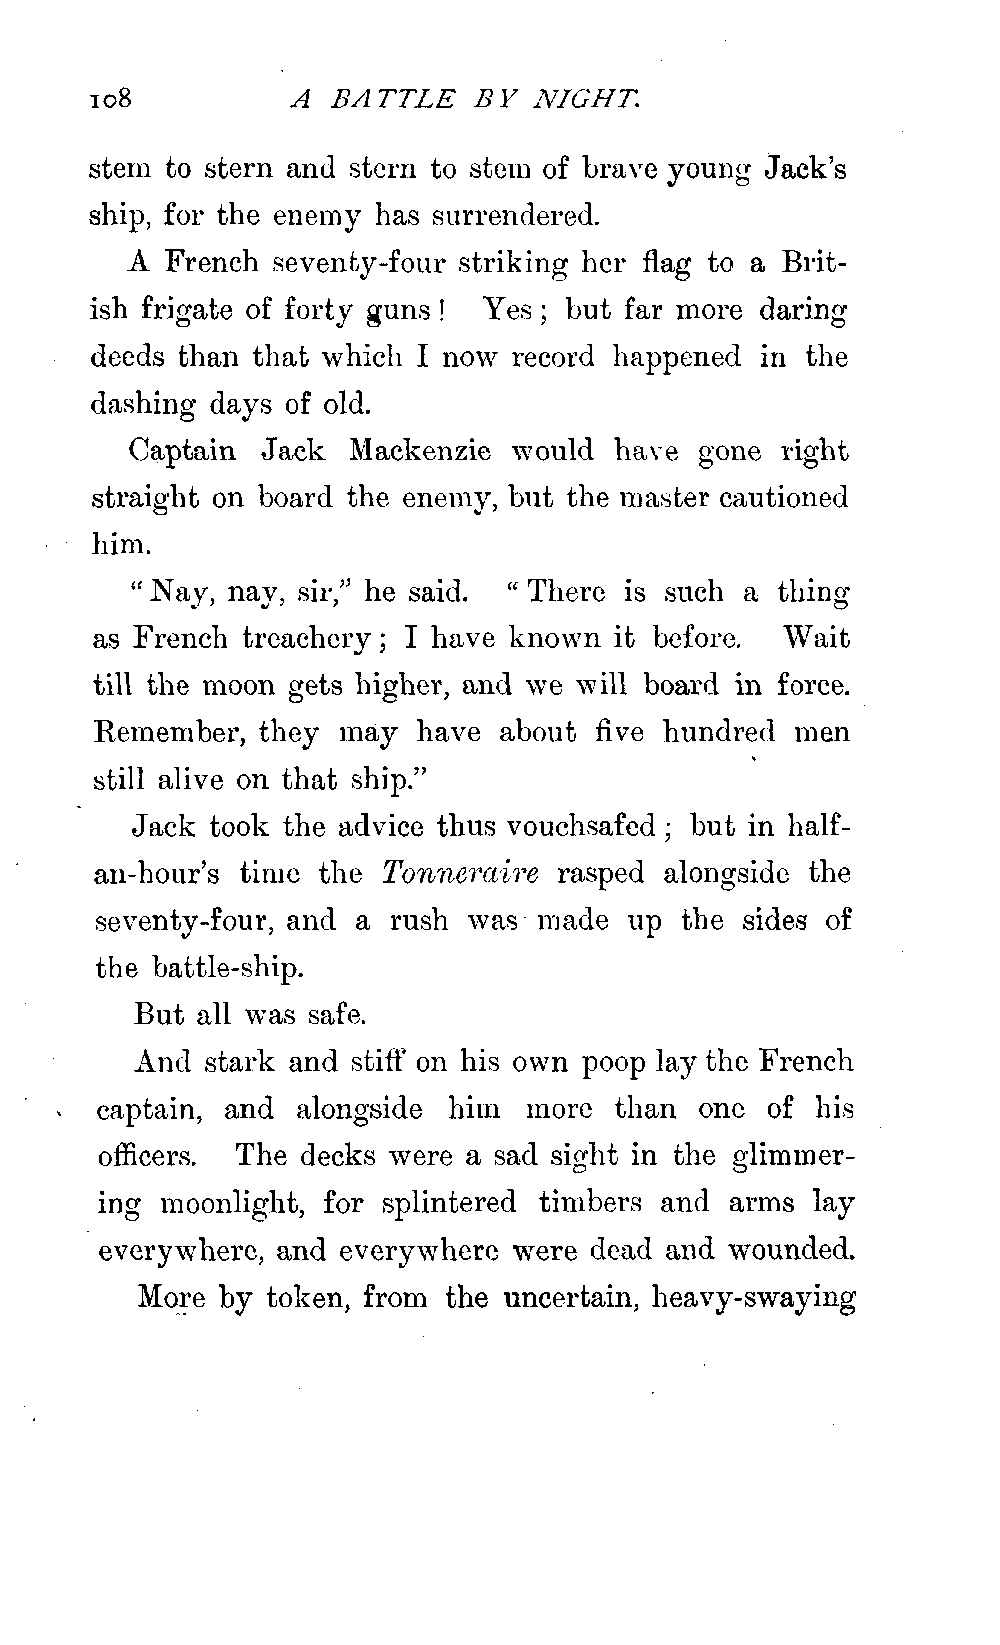 108 A BATTLE BY NIGHT.
stem to stern and stern to stem of brave young Jack's
ship, for the enemy has surrendered.
A French seventy-four striking her flag to a Brit-
ish frigate of forty guns! Yes; but far more daring
deeds than that which I now record happened in the
dashing days of old.
Captain Jack Mackenzie would have gone right
straight on board the enemy, but the master cautioned
him.
"Nay, nay, sir," he said. "There is such a thing
as French treachery; I have known it before. Wait
till the moon gets higher, and we will board in force.
Remember, they may have about five hundred men
still alive on that ship."
Jack took the advice thus vouchsafed; but in half-
an-hour's time the Tonneraire rasped alongside the
seventy-four, and a rush was made up the sides of
the battle-ship.
But all was safe.
And stark and stiff on his own poop lay the French
captain, and alongside him more than one of his
officers. The decks were a sad sight in the glimmer-
ing moonlight, for splintered timbers and arms lay
everywhere, and everywhere were dead and wounded.
More by token, from the uncertain, heavy-swaying